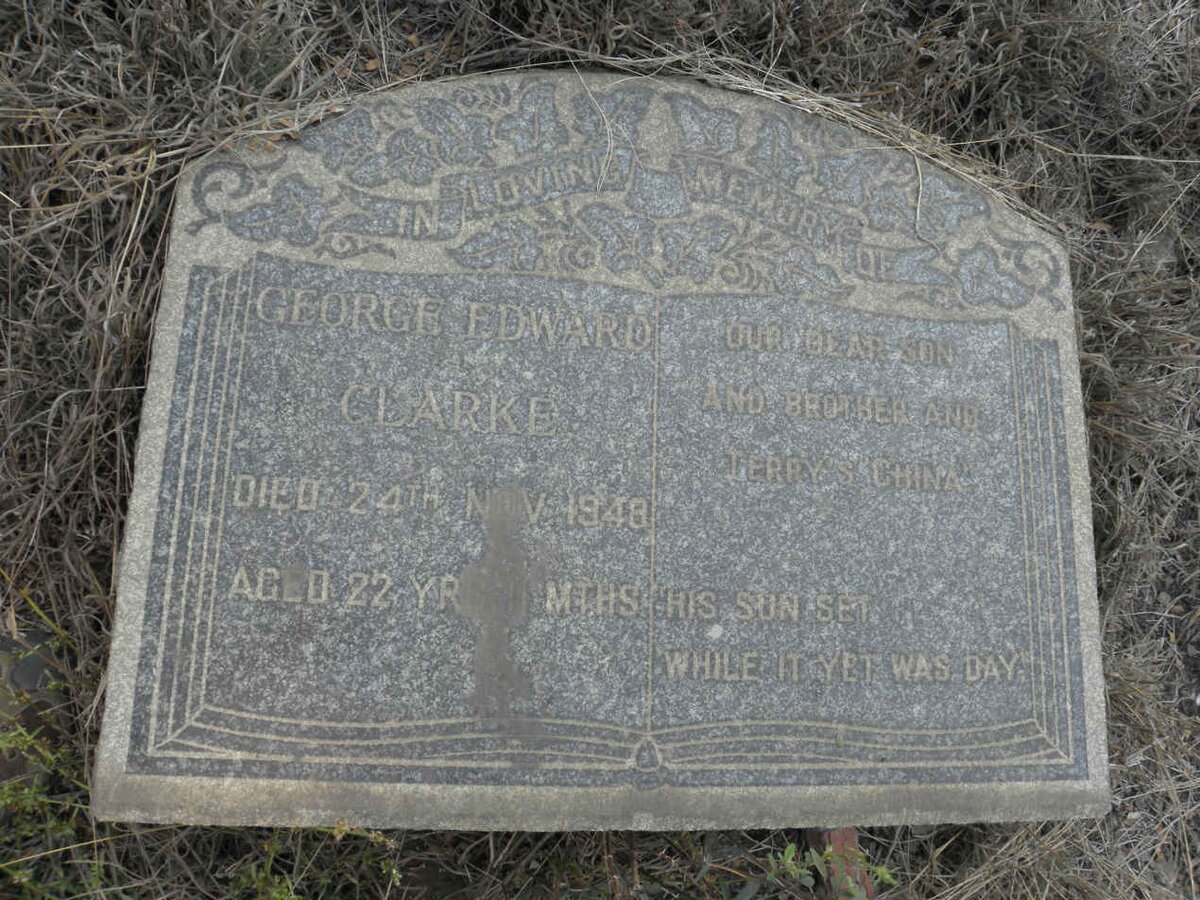 IN LOVING MEMORY OF
GEORGE EDWARD
CLARKE
DIED 24TH NOV. 1948
AGED 22 YRS MTHS
OUR DEAR SON
AND BROTHER AND
TERRY'S "CHINA"
"HIS SUN SET
WHILE IT YET WAS DAY."